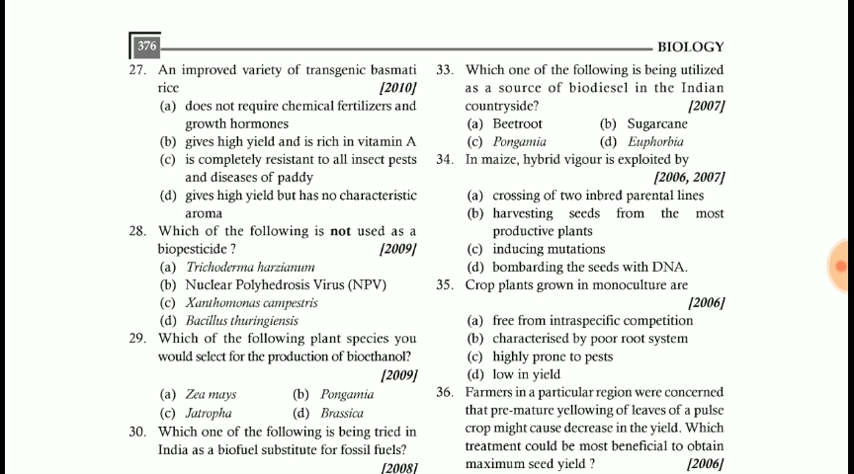 376
BIOLOGY
27. An improved variety of transgenic basmati
rice [2010]
(a) does not require chemical fertilizers and
growth hormones
(b) gives high yield and is rich in vitamin A
(c) is completely resistant to all insect pests
and diseases of paddy
(d) gives high yield but has no characteristic
aroma
28. Which of the following is not used as a
biopesticide ? [2009]
(a) Trichoderma harzianum
(b) Nuclear Polyhedrosis Virus (NPV)
(c) Xanthomonas campestris
(d) Bacillus thuringiensis
29. Which of the following plant species you
would select for the production of bioethanol?
[2009]
(a) Zea mays (b) Pongamia
(c) Jatropha (d) Brassica
30. Which one of the following is being tried in
India as a biofuel substitute for fossil fuels?
[2008]
33. Which one of the following is being utilized
as a source of biodiesel in the Indian
countryside? [2007]
(a) Beetroot (b) Sugarcane
(c) Pongamia (d) Euphorbia
34. In maize, hybrid vigour is exploited by
[2006, 2007]
(a) crossing of two inbred parental lines
(b) harvesting seeds from the most
productive plants
(c) inducing mutations
(d) bombarding the seeds with DNA.
35. Crop plants grown in monoculture are
[2006]
(a) free from intraspecific competition
(b) characterised by poor root system
(c) highly prone to pests
(d) low in yield
36. Farmers in a particular region were concerned
that pre-mature yellowing of leaves of a pulse
crop might cause decrease in the yield. Which
treatment could be most beneficial to obtain
maximum seed yield ? [2006]